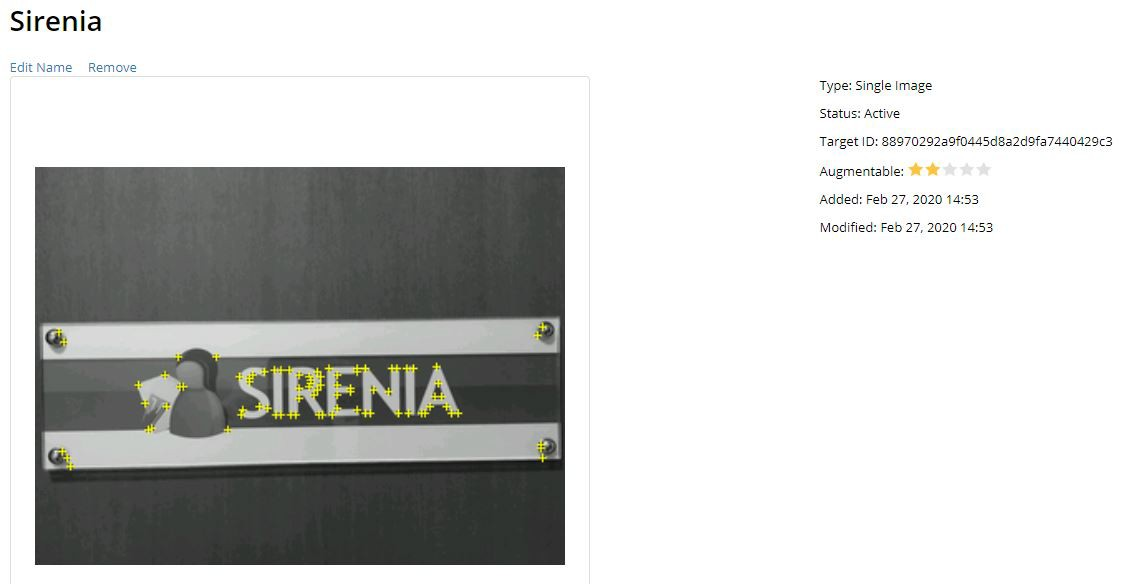 Sirenia
Edit Name Remove
Type: Single Image
Status: Active
Target ID: 88970292a9f0445d8a2d9fa7440429c3
Augmentable:
Added: Feb 27, 2020 14:53
Modified: Feb 27, 2020 14:53
SIRENIA